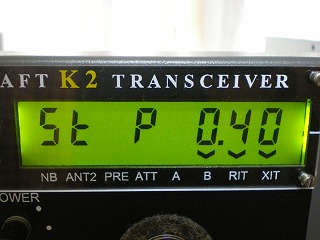 AFT K2 TRANSCEIVER
St P 0.40
NB ANT2 PRE ATT A B RIT XIT
OWER